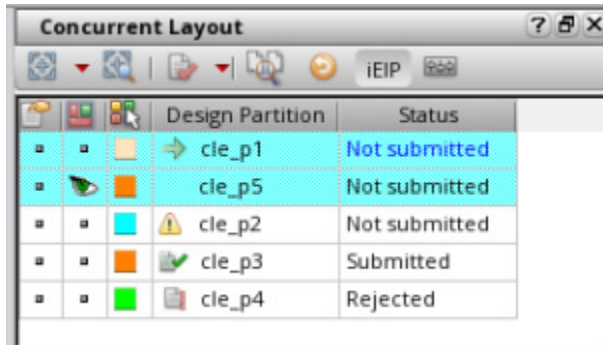 Concurrent Layout
iEIP
Design Partition Status
cle_p1 Not submitted
cle_p5 Not submitted
cle_p2 Not submitted
cle_p3 Submitted
cle_p4 Rejected